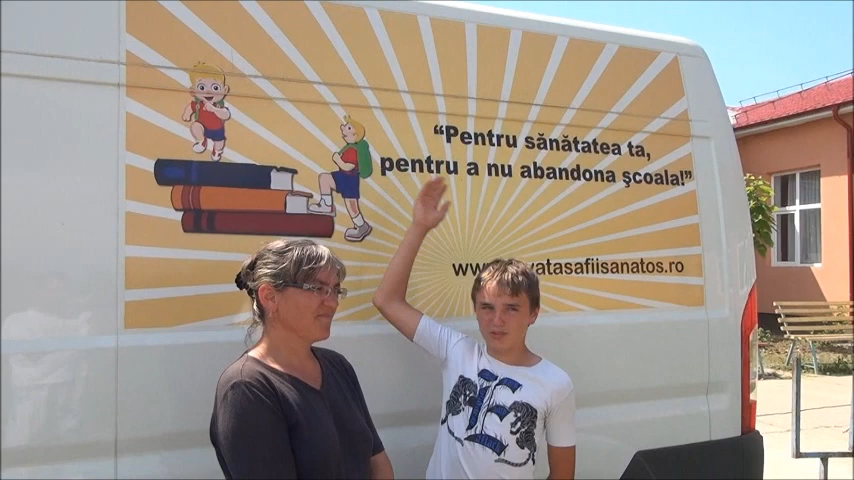 “Pentru sănătatea ta,
pentru a nu abandona şcoala!”